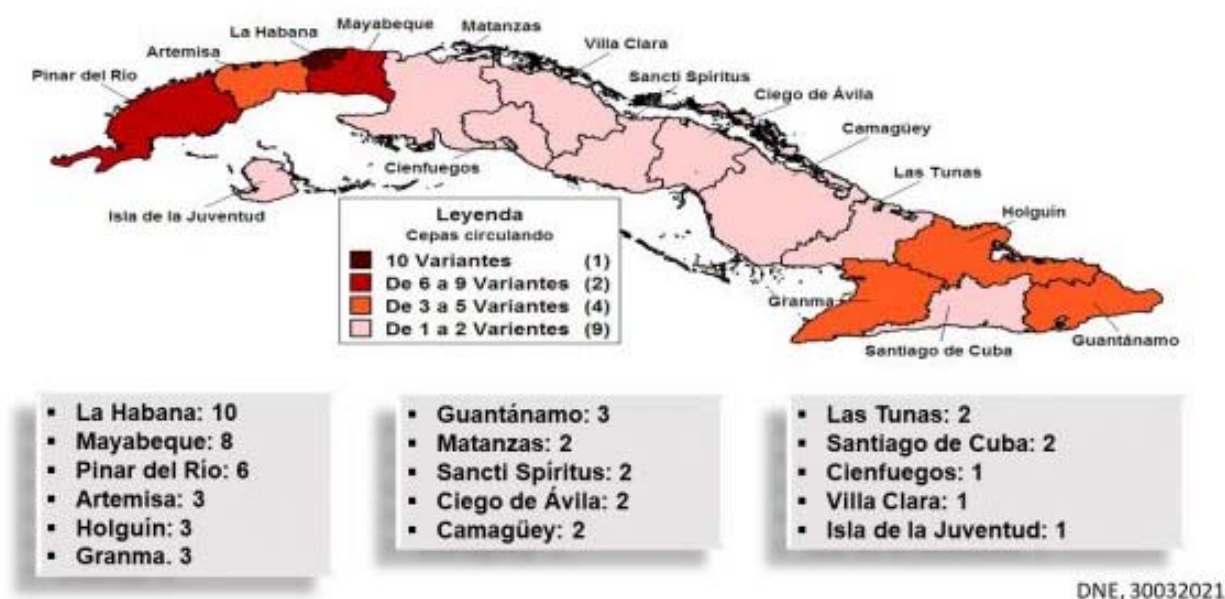 La Habana
Mayabeque
Matanzas
Artemisa
Villa Clara
Pinar del Río
Sancti Spíritus
Ciego de Ávila
Camagüey
Cienfuegos
Las Tunas
Isla de la Juventud
Holguín
Leyenda
Cepas circulando
10 Variantes (1)
De 6 a 9 Variantes (2)
De 3 a 5 Variantes (4)
De 1 a 2 Varientes (9)
Granma
Santiago de Cuba
Guantánamo
▪ La Habana: 10
▪ Mayabeque: 8
▪ Pinar del Río: 6
▪ Artemisa: 3
▪ Holguín: 3
▪ Granma. 3
▪ Guantánamo: 3
▪ Matanzas: 2
▪ Sancti Spíritus: 2
▪ Ciego de Ávila: 2
▪ Camagüey: 2
▪ Las Tunas: 2
▪ Santiago de Cuba: 2
▪ Cienfuegos: 1
▪ Villa Clara: 1
▪ Isla de la Juventud: 1
DNE, 30032021